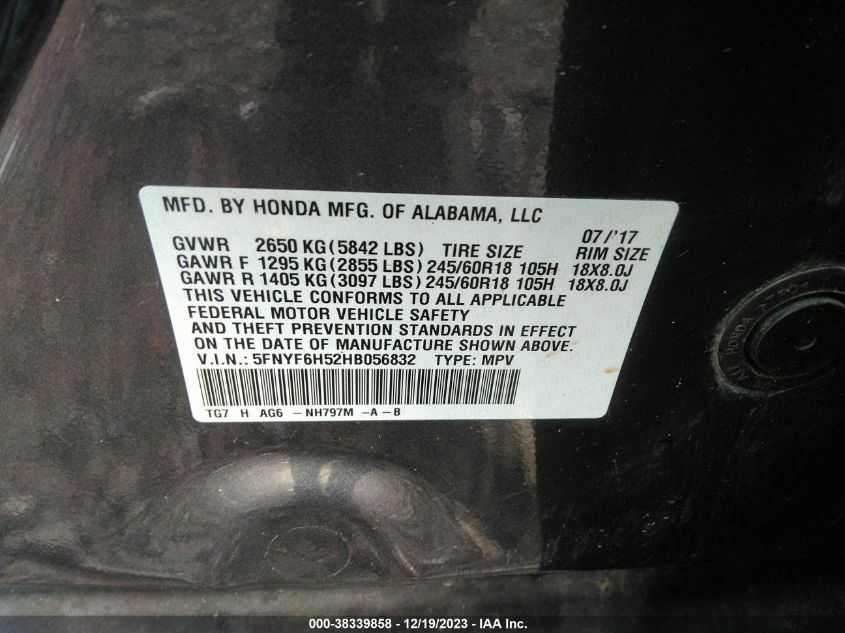 MFD. BY HONDA MFG. OF ALABAMA, LLC
07/'17
GVWR 2650 KG(5842 LBS) TIRE SIZE RIM SIZE
GAWR F 1295 KG(2855 LBS)245/60R18 105H 18X8.0J
GAWR R 1405 KG(3097 LBS)245/60R18 105H 18X8.0J
THIS VEHICLE CONFORMS TO ALL APPLICABLE
FEDERAL MOTOR VEHICLE SAFETY
AND THEFT PREVENTION STANDARDS IN EFFECT
ON THE DATE OF MANUFACTURE SHOWN ABOVE.
V.I.N.: 5FNYF6H52HB056832 TYPE: MPV
TG7 H AG6 -NH797M -A-B
HONDA
000-38339858 - 12/19/2023 - IAA Inc.